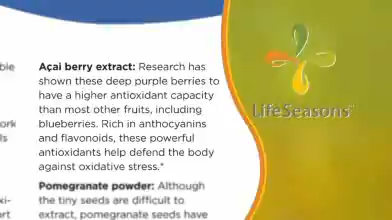 Açai berry extract: Research has
shown these deep purple berries to
have a higher antioxidant capacity
than most other fruits, including
blueberries. Rich in anthocyanins
and flavonoids, these powerful
antioxidants help defend the body
against oxidative stress.*
Pomegranate powder: Although
the tiny seeds are difficult to
extract, pomegranate seeds have
LifeSeasons